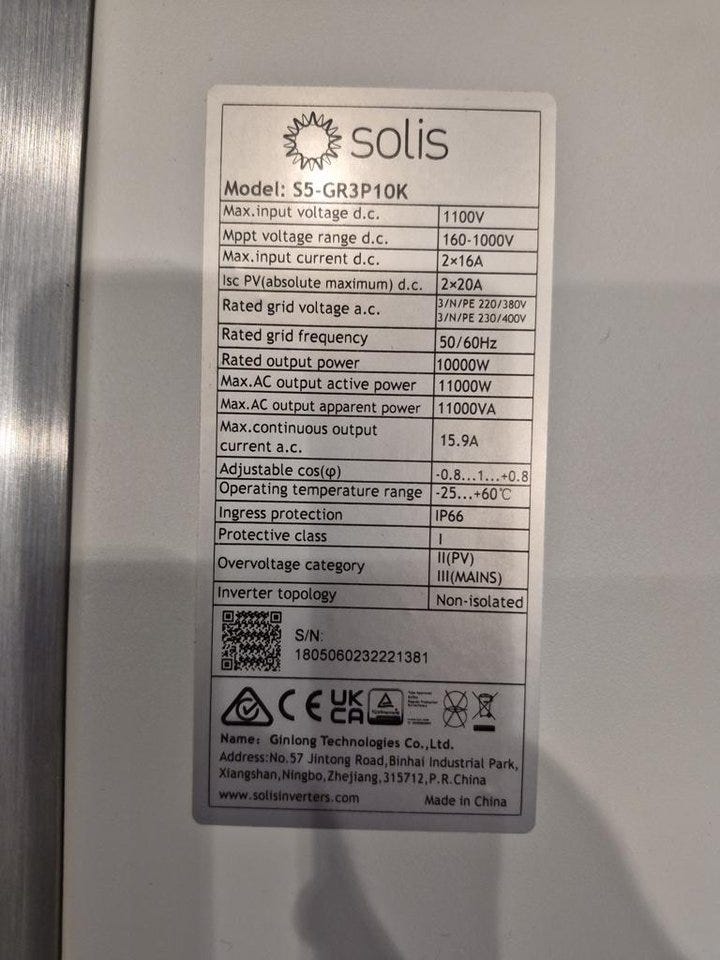 solis
Model: S5-GR3P10K
Max.input voltage d.c. 1100V
Mppt voltage range d.c. 160-1000V
Max.input current d.c. 2×16A
Isc PV(absolute maximum) d.c. 2×20A
Rated grid voltage a.c. 3/N/PE 220/380V
3/N/PE 230/400V
Rated grid frequency 50/60Hz
Rated output power 10000W
Max.AC output active power 11000W
Max.AC output apparent power 11000VA
Max.continuous output
current a.c. 15.9A
Adjustable cos(φ) -0.8...1...+0.8
Operating temperature range -25...+60℃
Ingress protection IP66
Protective class I
Overvoltage category II(PV)
III(MAINS)
Inverter topology Non-isolated
S/N:
1805060232221381
CE UK
CA
Name: Ginlong Technologies Co.,Ltd.
Address:No.57 Jintong Road,Binhai Industrial Park,
Xiangshan,Ningbo,Zhejiang,315712,P.R.China
www.solisinverters.com Made in China